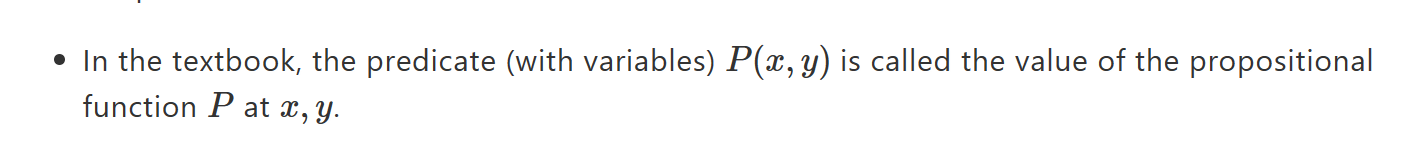 • In the textbook, the predicate (with variables) P(x, y) is called the value of the propositional
function P at x, y.